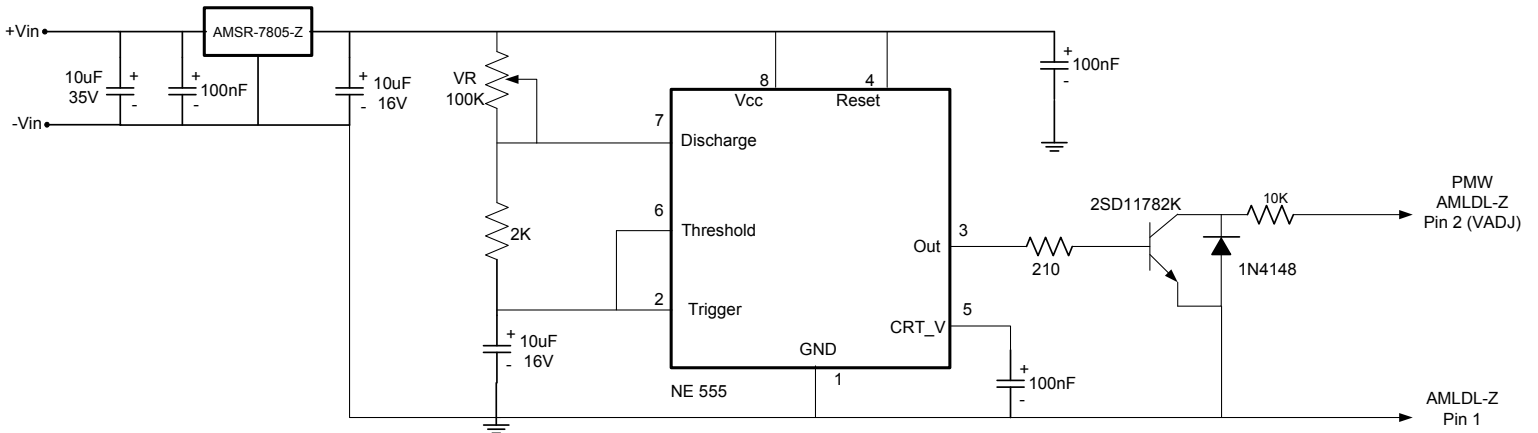 +Vin
AMSR-7805-Z
+
10uF
35V
-
+
100nF
-
+
10uF
16V
-
-Vin
VR
100K
2K
+
10uF
16V
-
8
Vcc
4
Reset
7
Discharge
6
Threshold
2
Trigger
3
Out
5
CRT_V
GND
1
NE 555
+
100nF
-
+
100nF
-
210
2SD11782K
1N4148
10K
PMW
AMLDL-Z
Pin 2 (VADJ)
AMLDL-Z
Pin 1